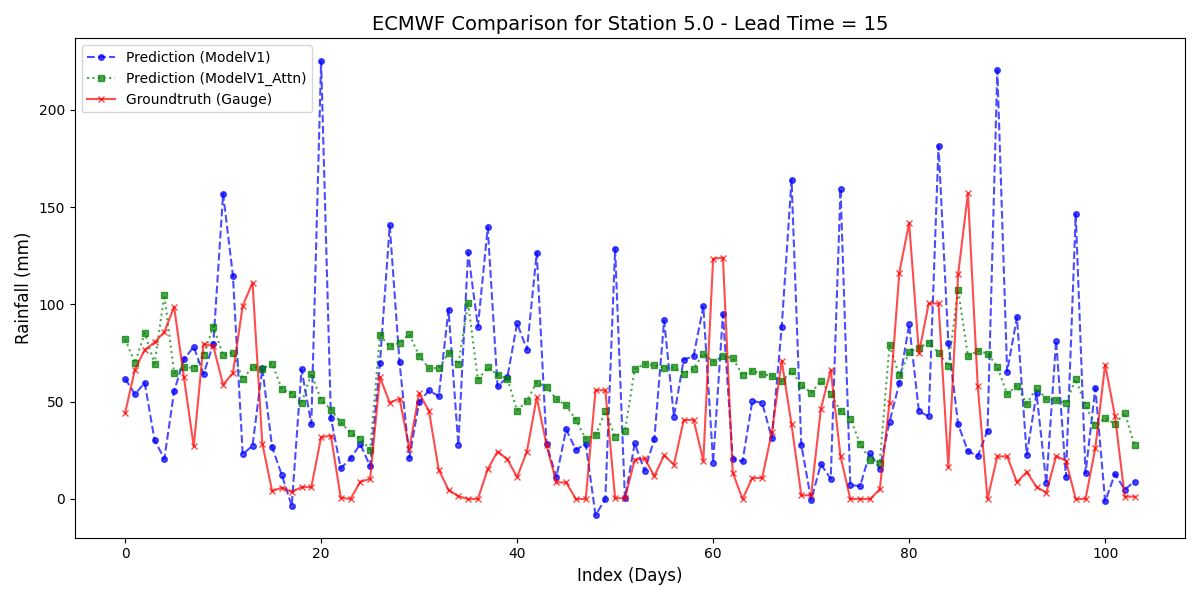 ECMWF Comparison for Station 5.0 - Lead Time = 15
Prediction (ModelV1)
Prediction (ModelV1_Attn)
Groundtruth (Gauge)
Rainfall (mm)
200
150
100
50
0
0 20 40 60 80 100
Index (Days)